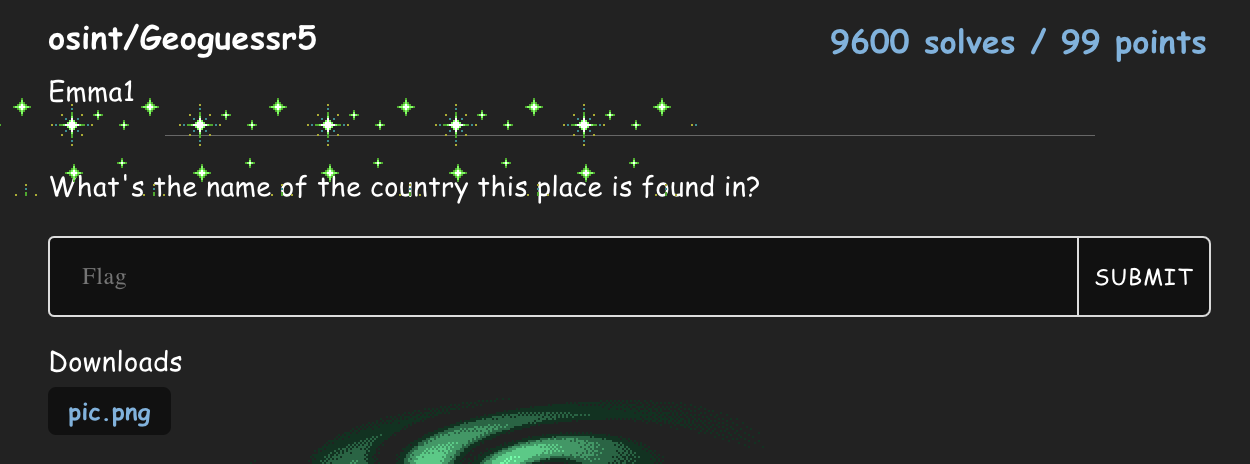 osint/Geoguessr5
9600 solves / 99 points
Emma1
What's the name of the country this place is found in?
Flag
SUBMIT
Downloads
pic.png